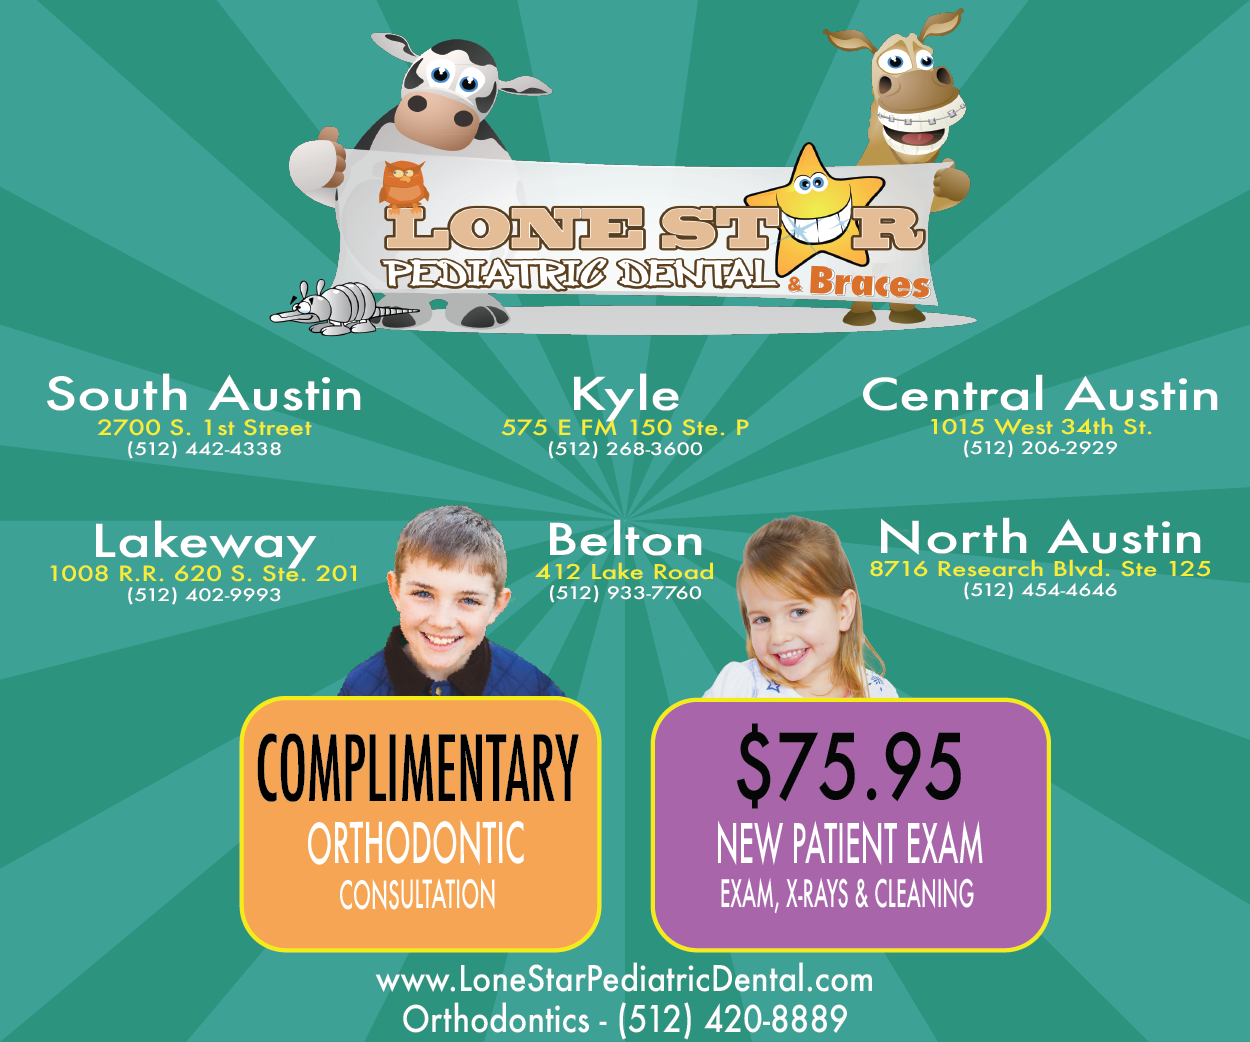 LONE STAR
PEDIATRIC DENTAL & Braces
South Austin
2700 S. 1st Street
(512) 442-4338
Kyle
575 E FM 150 Ste. P
(512) 268-3600
Central Austin
1015 West 34th St.
(512) 206-2929
Lakeway
1008 R.R. 620 S. Ste. 201
(512) 402-9993
Belton
412 Lake Road
(512) 933-7760
North Austin
8716 Research Blvd. Ste 125
(512) 454-4646
COMPLIMENTARY
ORTHODONTIC
CONSULTATION
$75.95
NEW PATIENT EXAM
EXAM, X-RAYS & CLEANING
www.LoneStarPediatricDental.com
Orthodontics - (512) 420-8889